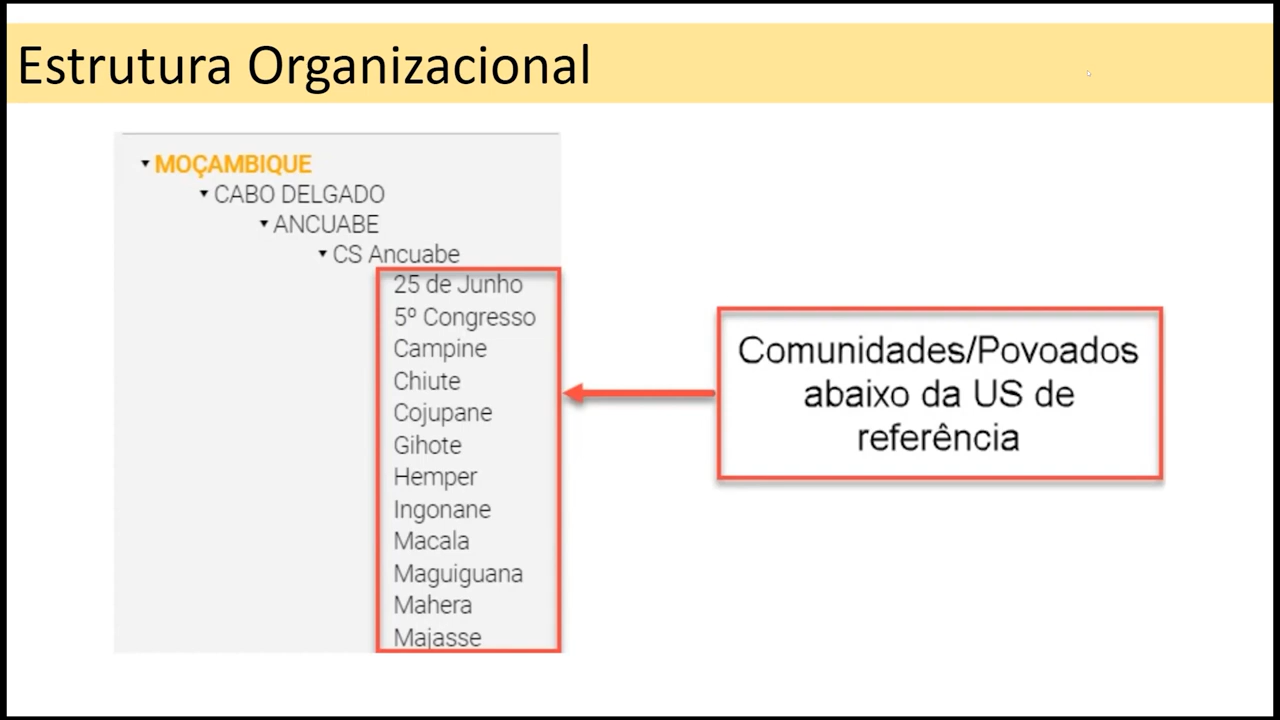 Estrutura Organizacional
MOÇAMBIQUE
CABO DELGADO
ANCUABE
CS Ancuabe
25 de Junho
5º Congresso
Campine
Chiute
Cojupane
Gihote
Hemper
Ingonane
Macala
Maguiguana
Mahera
Majasse
Comunidades/Povoados
abaixo da US de
referência